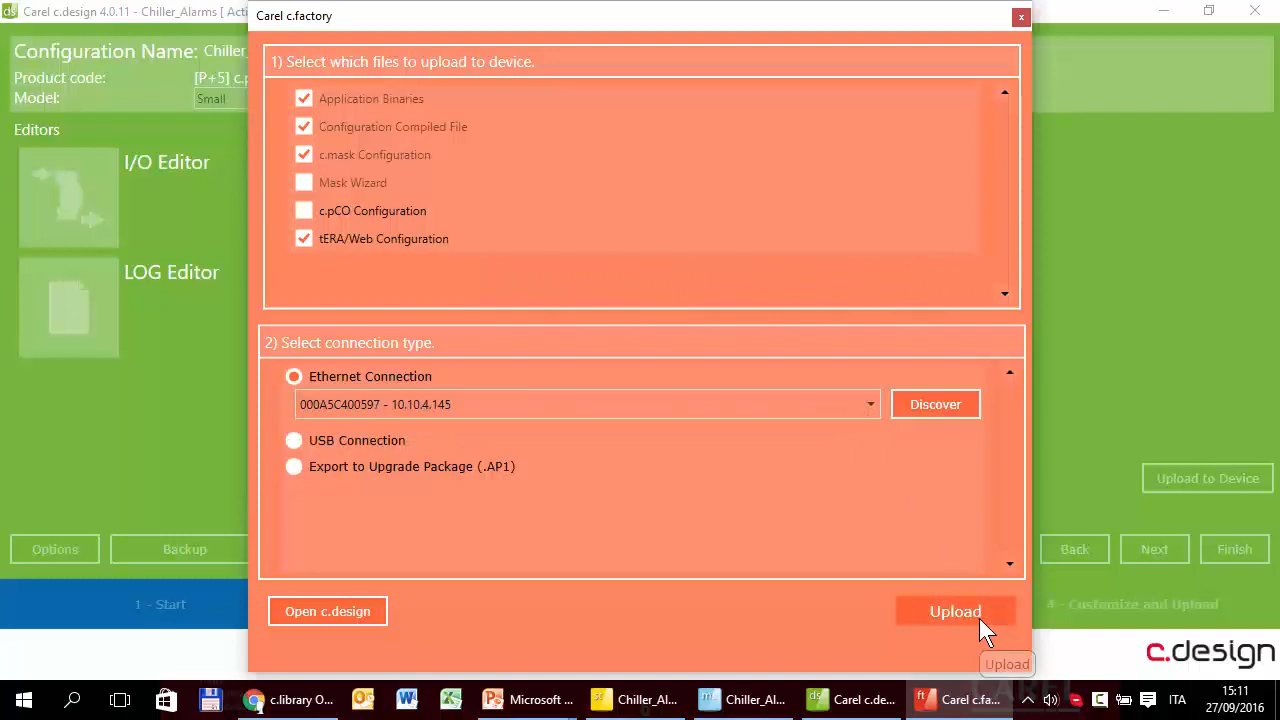 Carel c.design 4.0.11 - Chiller_Alarms [ Acti
Carel c.factory
x
Configuration Name: Chiller_
Product code: [P+5] c.p
Model: Small
Editors
I/O Editor
LOG Editor
1) Select which files to upload to device.
Application Binaries
Configuration Compiled File
c.mask Configuration
Mask Wizard
c.pCO Configuration
tERA/Web Configuration
2) Select connection type.
Ethernet Connection
000A5C400597 - 10.10.4.145
Discover
USB Connection
Export to Upgrade Package (.AP1)
Upload to Device
Options
Backup
Back
Next
Finish
Open c.design
Upload
Upload
1 - Start
4 - Customize and Upload
c.design
c.library O...
Microsoft ...
Chiller_Al...
Chiller_Al...
Carel c.de...
Carel c.fa...
ITA
15:11
27/09/2016
CAREL